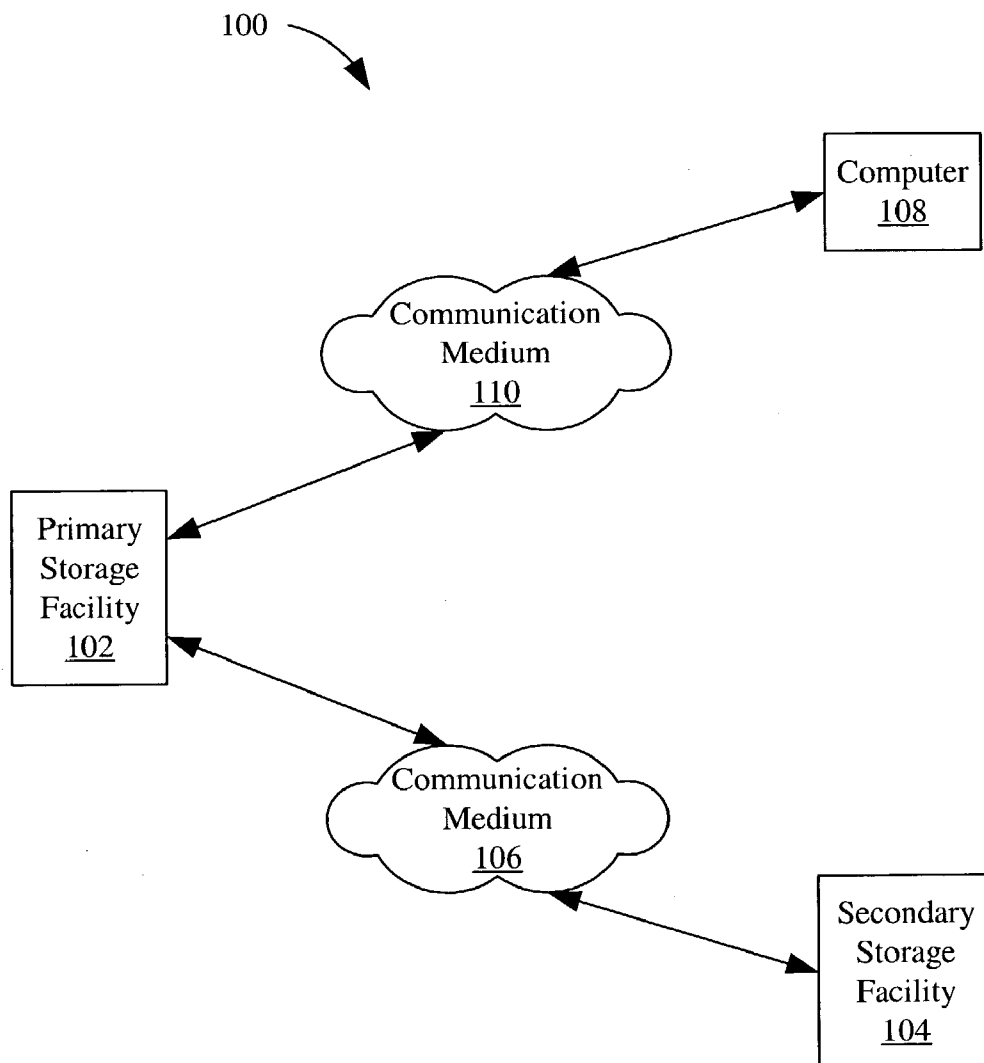 100
Computer
108
Communication
Medium
110
Primary
Storage
Facility
102
Communication
Medium
106
Secondary
Storage
Facility
104